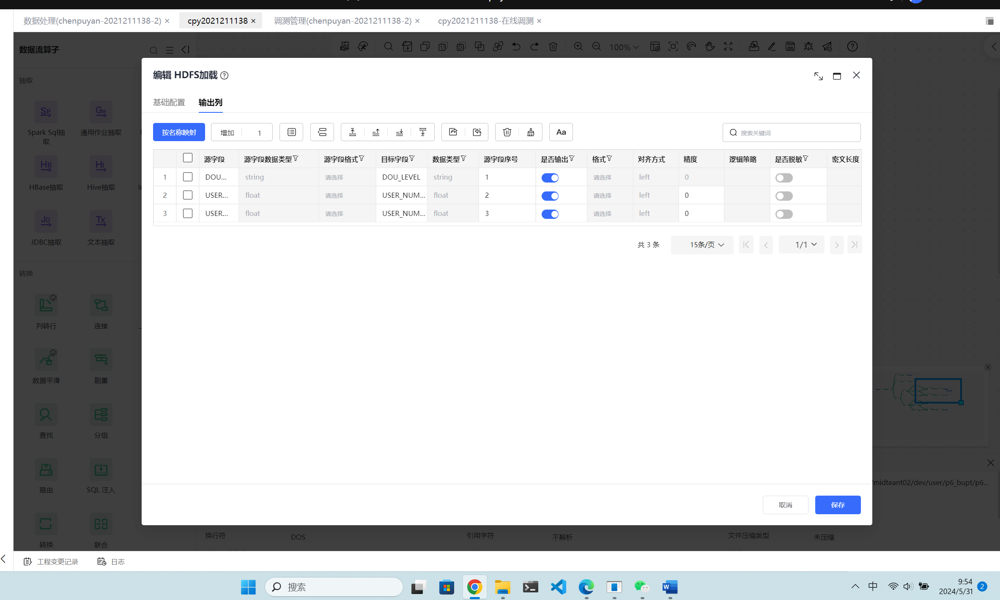 数据处理(chenpuyan-2021211138-2) ×
cpy2021211138 ×
调测管理(chenpuyan-2021211138-2) ×
cpy2021211138-在线调测 ×
数据流算子
100%
抽取
Spark Sql抽取
通用作业抽取
HBase抽取
Hive抽取
JDBC抽取
文本抽取
转换
列转行
连接
数据平滑
剔重
查找
分组
路由
SQL 注入
转换
联合
编辑 HDFS加载
基础配置 输出列
按名称映射 增加 1 Aa 搜索关键词
源字段 源字段数据类型 源字段格式 目标字段 数据类型 源字段序号 是否输出 格式 对齐方式 精度 逻辑策略 是否脱敏 密文长度
1 DOU... string 请选择 DOU_LEVEL string 1 请选择 left 0
2 USER... float 请选择 USER_NUM... float 2 请选择 left 0
3 USER... float 请选择 USER_NUM... float 3 请选择 left 0
共 3 条 15条/页 1/1
取消 保存
/midteant02/dev/user/p6_bupt/p6...
换行符 DOS 引用字符 不解析 文件压缩类型 未压缩
工程变更记录 日志
搜索
中
9:54
2024/5/31
2